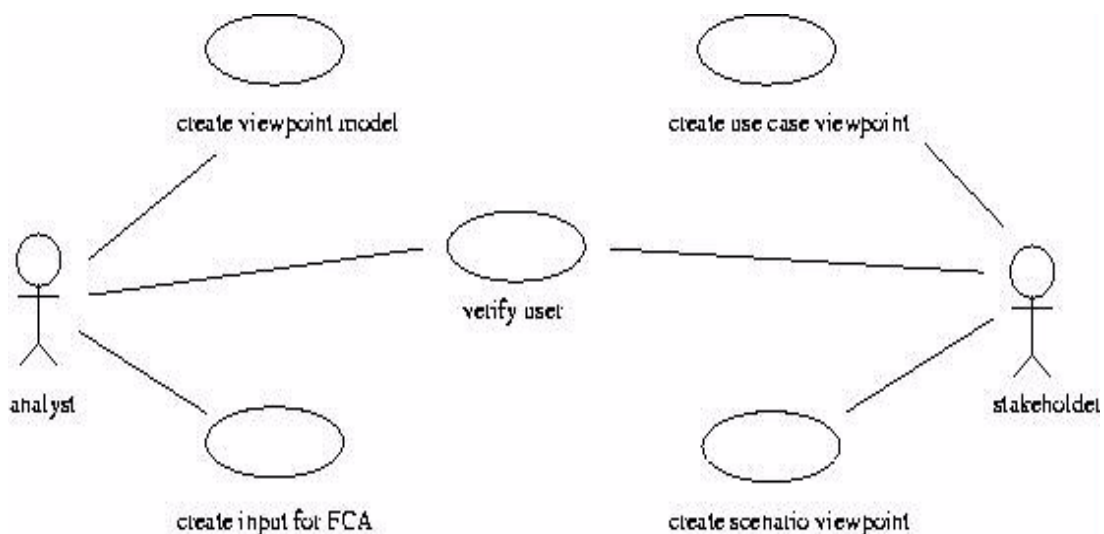 create viewpoint model
create use case viewpoint
verify user
analyst
stakeholder
create input for FCA
create scenario viewpoint